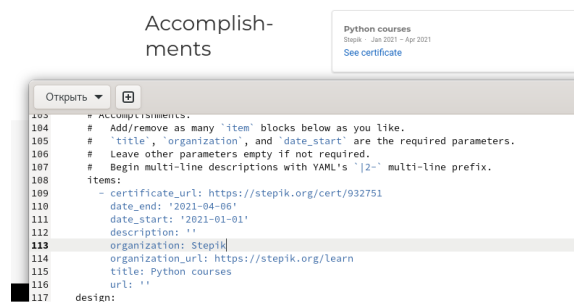 Accomplish-
ments
Python courses
Stepik · Jan 2021 – Apr 2021
See certificate
Открыть
103 # Accomplishments.
104 # Add/remove as many `item` blocks below as you like.
105 # `title`, `organization`, and `date_start` are the required parameters.
106 # Leave other parameters empty if not required.
107 # Begin multi-line descriptions with YAML's `|2-` multi-line prefix.
108 items:
109 - certificate_url: https://stepik.org/cert/932751
110 date_end: '2021-04-06'
111 date_start: '2021-01-01'
112 description: ''
113 organization: Stepik
114 organization_url: https://stepik.org/learn
115 title: Python courses
116 url: ''
117 design: